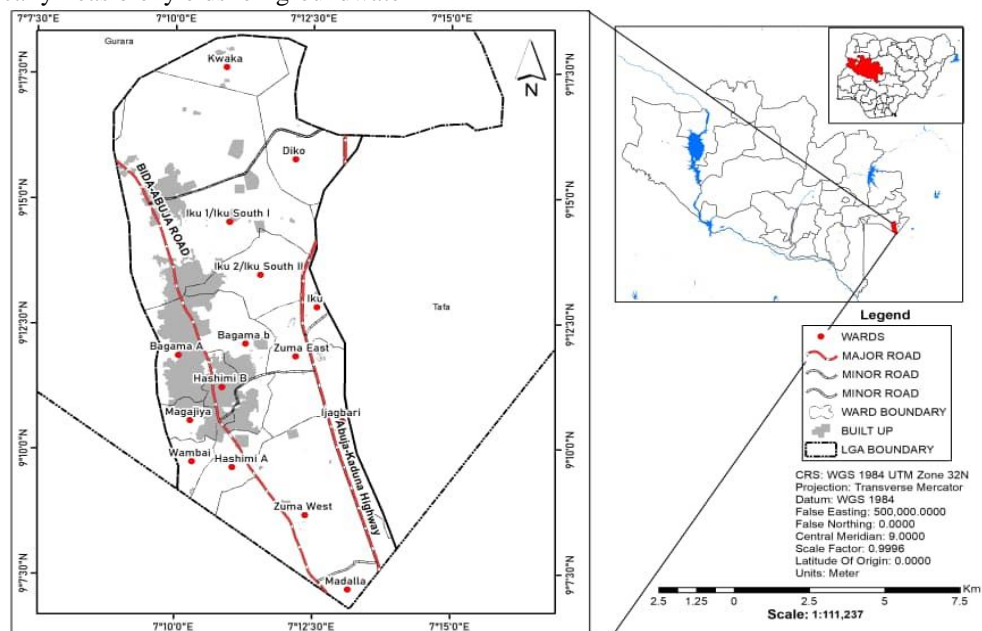 7°7'30"E 7°10'0"E 7°12'30"E 7°15'0"E
Gurara
Kwaka
N
9°17'30"N
9°17'30"N
Diko
BIDA-ABUJA ROAD
9°15'0"N
9°15'0"N
Iku 1/Iku South I
Iku 2/Iku South II
Iku
Tafa
9°12'30"N
9°12'30"N
Bagama b
Bagama A
Zuma East
Hashimi B
Magajiya
Ijagbari
Abuja-Kaduna Highway
9°10'0"N
9°10'0"N
Wambai
Hashimi A
Zuma West
9°7'30"N
9°7'30"N
Madalla
7°10'0"E 7°12'30"E 7°15'0"E
Legend
WARDS
MAJOR ROAD
MINOR ROAD
MINOR ROAD
WARD BOUNDARY
BUILT UP
LGA BOUNDARY
CRS: WGS 1984 UTM Zone 32N
Projection: Transverse Mercator
Datum: WGS 1984
False Easting: 500,000.0000
False Northing: 0.0000
Central Meridian: 9.0000
Scale Factor: 0.9996
Latitude Of Origin: 0.0000
Units: Meter
Km
2.5 1.25 0 2.5 5 7.5
Scale: 1:111,237